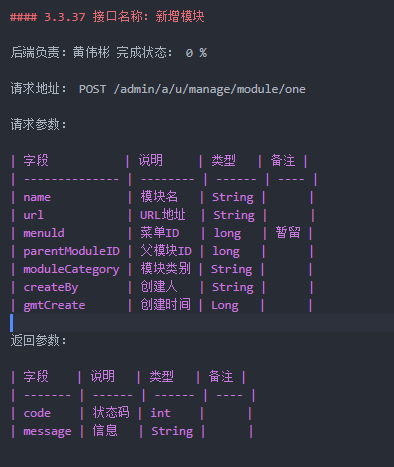 #### 3.3.37 接口名称：新增模块
后端负责：黄伟彬 完成状态： 0 %
请求地址： POST /admin/a/u/manage/module/one
请求参数：
| 字段 | 说明 | 类型 | 备注 |
| ------------- | -------- | ------ | ---- |
| name | 模块名 | String | |
| url | URL地址 | String | |
| menuld | 菜单ID | long | 暂留 |
| parentModuleID | 父模块ID | long | |
| moduleCategory | 模块类别 | String | |
| createBy | 创建人 | String | |
| gmtCreate | 创建时间 | Long | |
返回参数：
| 字段 | 说明 | 类型 | 备注 |
| ------- | ------ | ------ | ---- |
| code | 状态码 | int | |
| message | 信息 | String | |